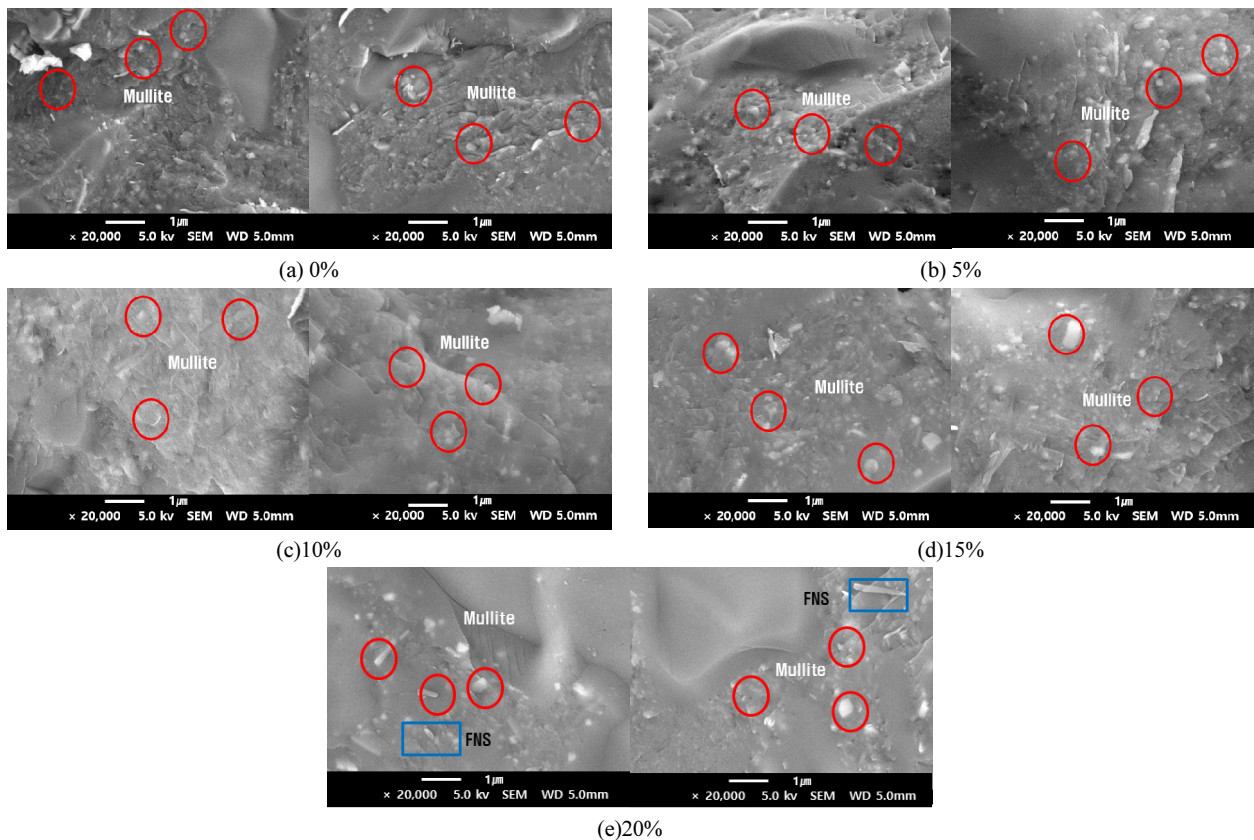 Mullite
Mullite
1㎛
× 20,000 5.0 kv SEM WD 5.0mm
1㎛
× 20,000 5.0 kv SEM WD 5.0mm
(a) 0%
Mullite
Mullite
1㎛
× 20,000 5.0 kv SEM WD 5.0mm
1㎛
× 20,000 5.0 kv SEM WD 5.0mm
(b) 5%
Mullite
Mullite
1㎛
× 20,000 5.0 kv SEM WD 5.0mm
1㎛
× 20,000 5.0 kv SEM WD 5.0mm
(c)10%
Mullite
Mullite
1㎛
× 20,000 5.0 kv SEM WD 5.0mm
1㎛
× 20,000 5.0 kv SEM WD 5.0mm
(d)15%
Mullite
FNS
FNS
Mullite
1㎛
× 20,000 5.0 kv SEM WD 5.0mm
1㎛
× 20,000 5.0 kv SEM WD 5.0mm
(e)20%